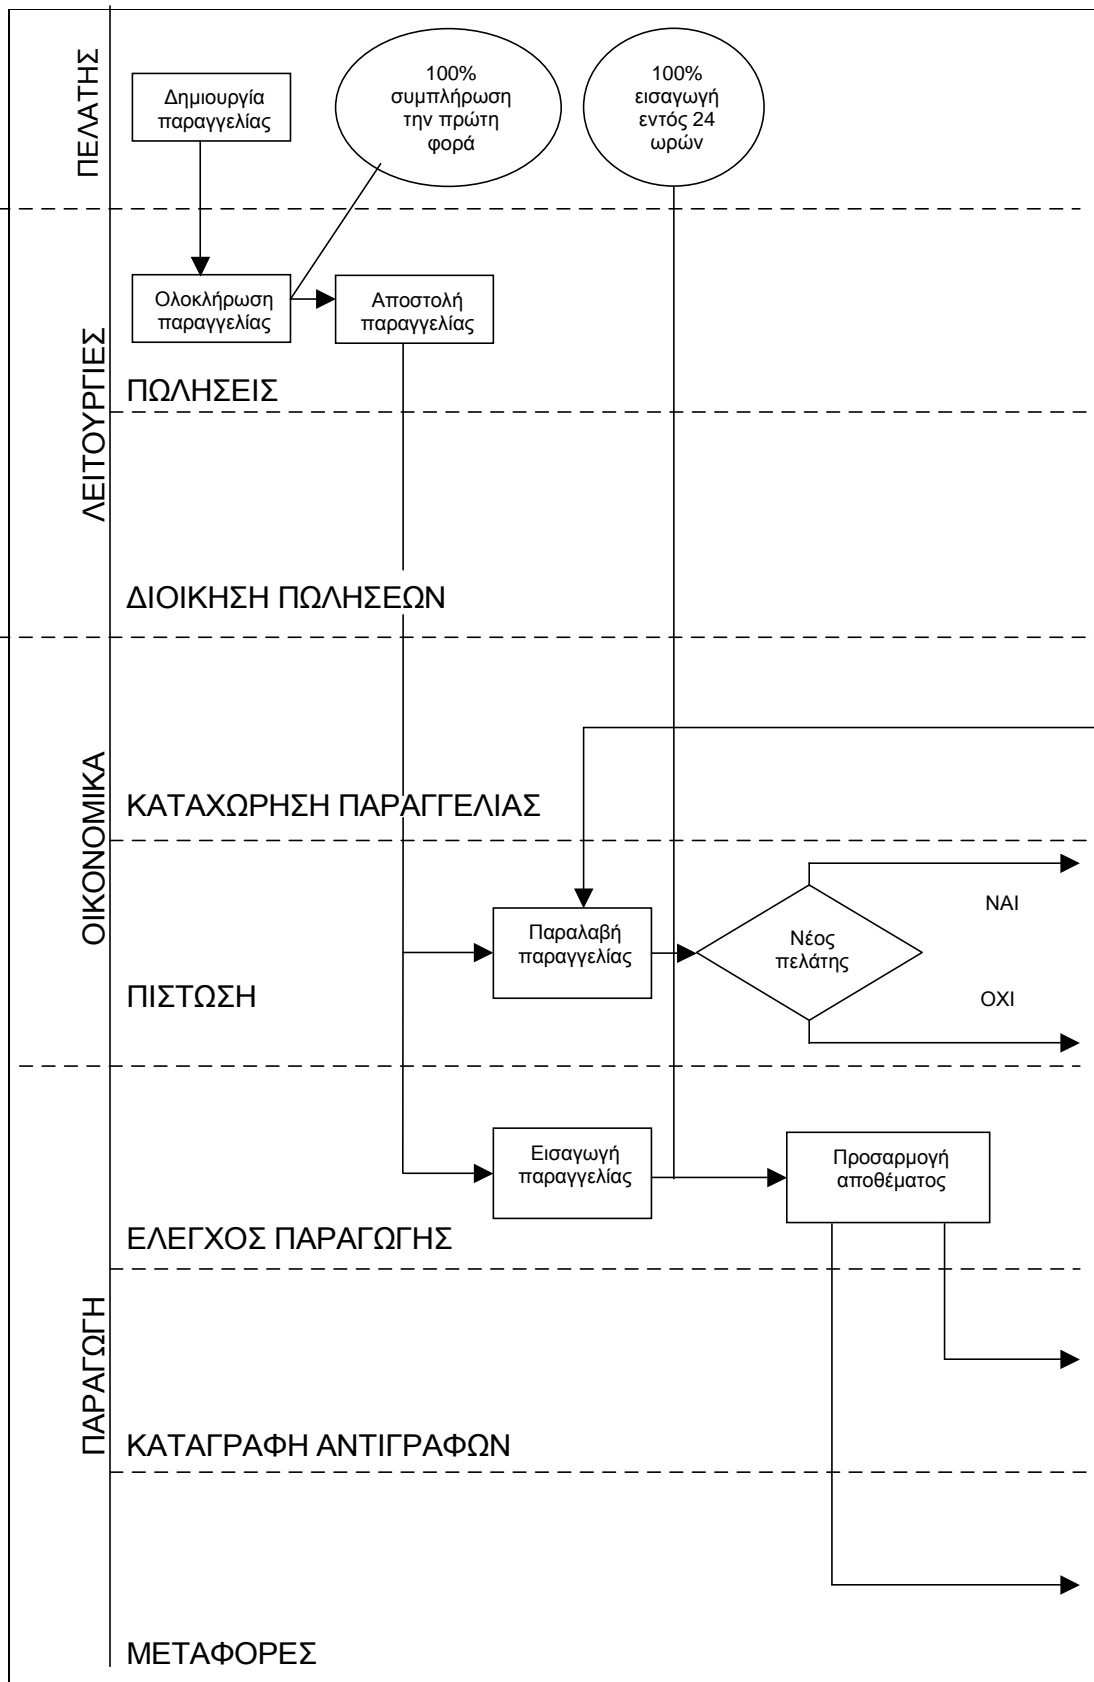 ΠΕΛΑΤΗΣ
Δημιουργία
παραγγελίας
100%
συμπλήρωση
την πρώτη
φορά
100%
εισαγωγή
εντός 24
ωρών
ΛΕΙΤΟΥΡΓΙΕΣ
Ολοκλήρωση
παραγγελίας
Αποστολή
παραγγελίας
ΠΩΛΗΣΕΙΣ
ΔΙΟΙΚΗΣΗ ΠΩΛΗΣΕΩΝ
ΟΙΚΟΝΟΜΙΚΑ
ΚΑΤΑΧΩΡΗΣΗ ΠΑΡΑΓΓΕΛΙΑΣ
Παραλαβή
παραγγελίας
Νέος
πελάτης
ΝΑΙ
ΟΧΙ
ΠΙΣΤΩΣΗ
ΠΑΡΑΓΩΓΗ
Εισαγωγή
παραγγελίας
Προσαρμογή
αποθέματος
ΕΛΕΓΧΟΣ ΠΑΡΑΓΩΓΗΣ
ΚΑΤΑΓΡΑΦΗ ΑΝΤΙΓΡΑΦΩΝ
ΜΕΤΑΦΟΡΕΣ